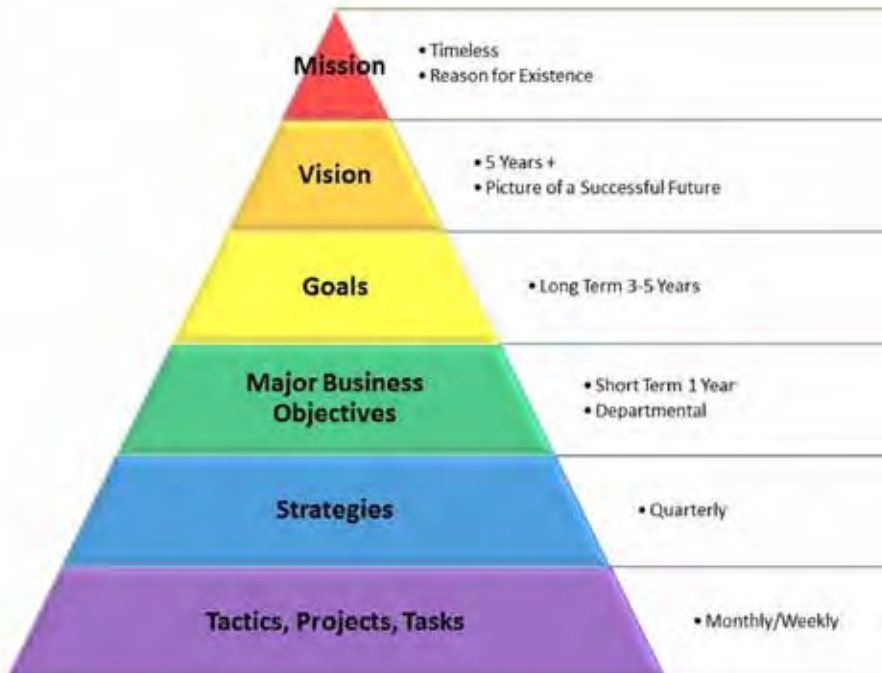 Mission
• Timeless
• Reason for Existence
Vision
• 5 Years +
• Picture of a Successful Future
Goals
• Long Term 3-5 Years
Major Business
Objectives
• Short Term 1 Year
• Departmental
Strategies
• Quarterly
Tactics, Projects, Tasks
• Monthly/Weekly